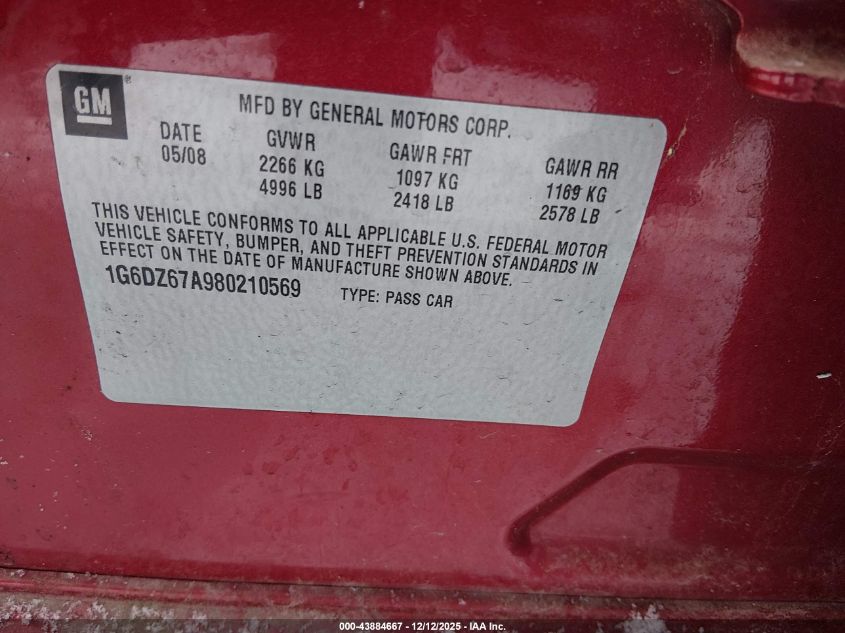 GM
MFD BY GENERAL MOTORS CORP.
DATE GVWR GAWR FRT GAWR RR
05/08 2266 KG 1097 KG 1169 KG
4996 LB 2418 LB 2578 LB
THIS VEHICLE CONFORMS TO ALL APPLICABLE U.S. FEDERAL MOTOR
VEHICLE SAFETY, BUMPER, AND THEFT PREVENTION STANDARDS IN
EFFECT ON THE DATE OF MANUFACTURE SHOWN ABOVE.
1G6DZ67A980210569 TYPE: PASS CAR
000-43884667 - 12/12/2025 - IAA Inc.